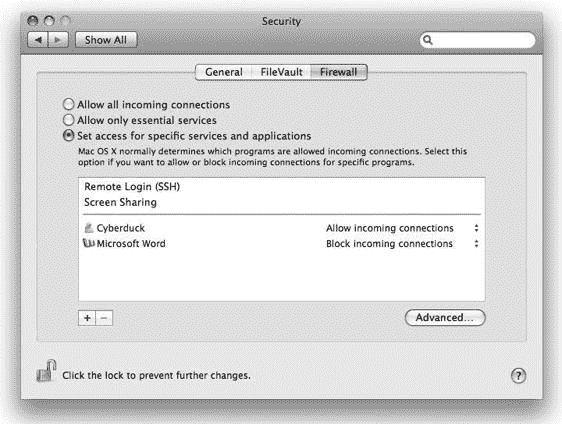 Security
Show All
General FileVault Firewall
Allow all incoming connections
Allow only essential services
Set access for specific services and applications
Mac OS X normally determines which programs are allowed incoming connections. Select this
option if you want to allow or block incoming connections for specific programs.
Remote Login (SSH)
Screen Sharing
Cyberduck Allow incoming connections
Microsoft Word Block incoming connections
+ −
Advanced...
Click the lock to prevent further changes.
?